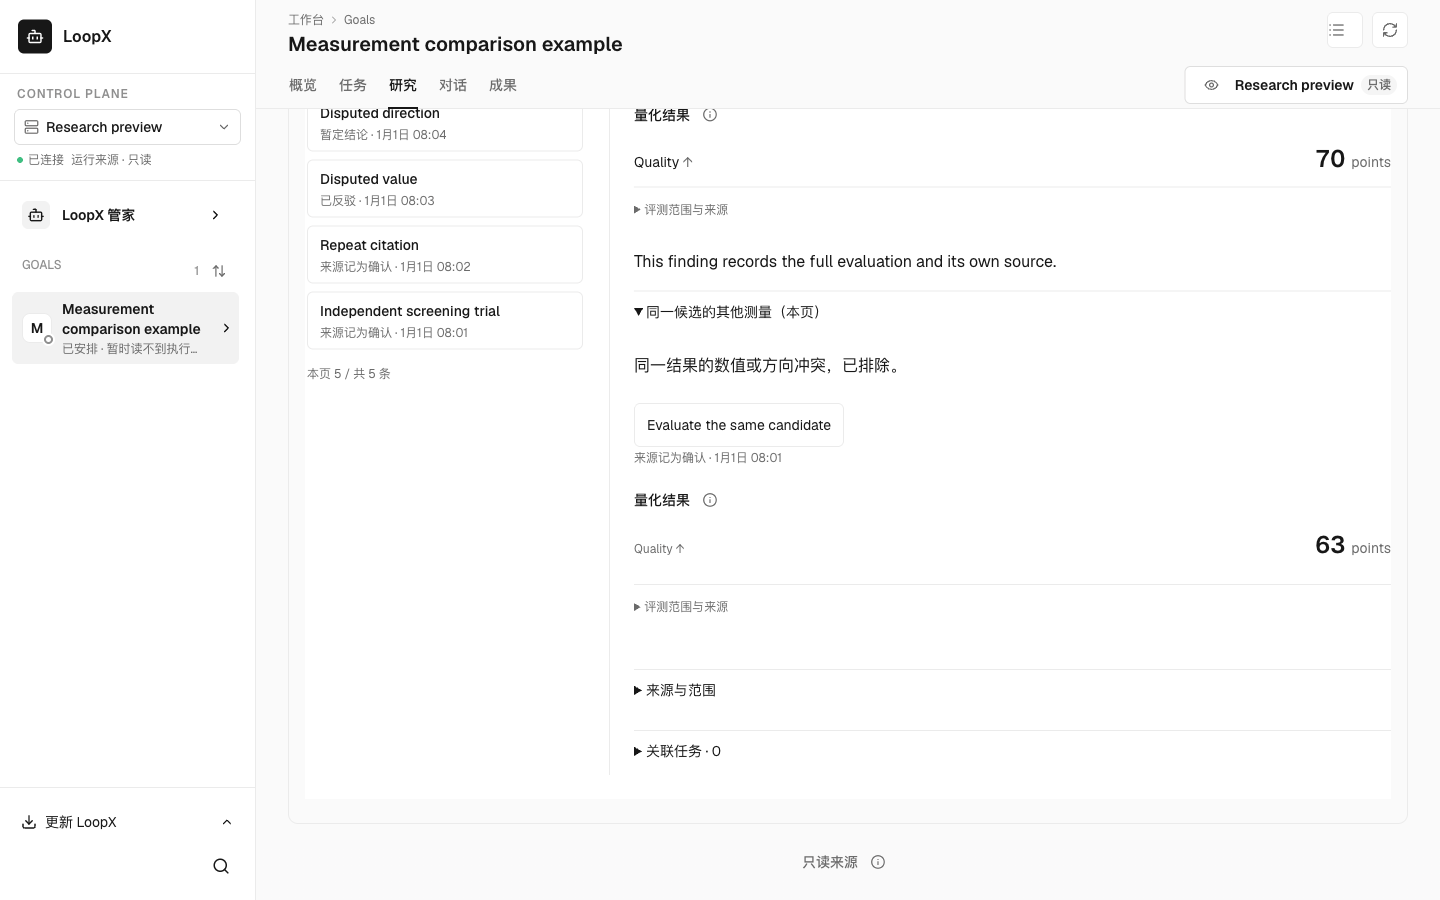 LoopX
CONTROL PLANE
Research preview
已连接 运行来源 · 只读
LoopX 管家
GOALS
1
M
Measurement
comparison example
已安排 · 暂时读不到执行...
更新 LoopX
工作台 > Goals
Measurement comparison example
概览 任务 研究 对话 成果
Research preview 只读
Disputed direction
暂定结论 · 1月1日 08:04
Disputed value
已反驳 · 1月1日 08:03
Repeat citation
来源记为确认 · 1月1日 08:02
Independent screening trial
来源记为确认 · 1月1日 08:01
本页 5 / 共 5 条
量化结果
Quality ↑ 70 points
评测范围与来源
This finding records the full evaluation and its own source.
同一候选的其他测量（本页）
同一结果的数值或方向冲突，已排除。
Evaluate the same candidate
来源记为确认 · 1月1日 08:01
量化结果
Quality ↑ 63 points
评测范围与来源
来源与范围
关联任务 · 0
只读来源